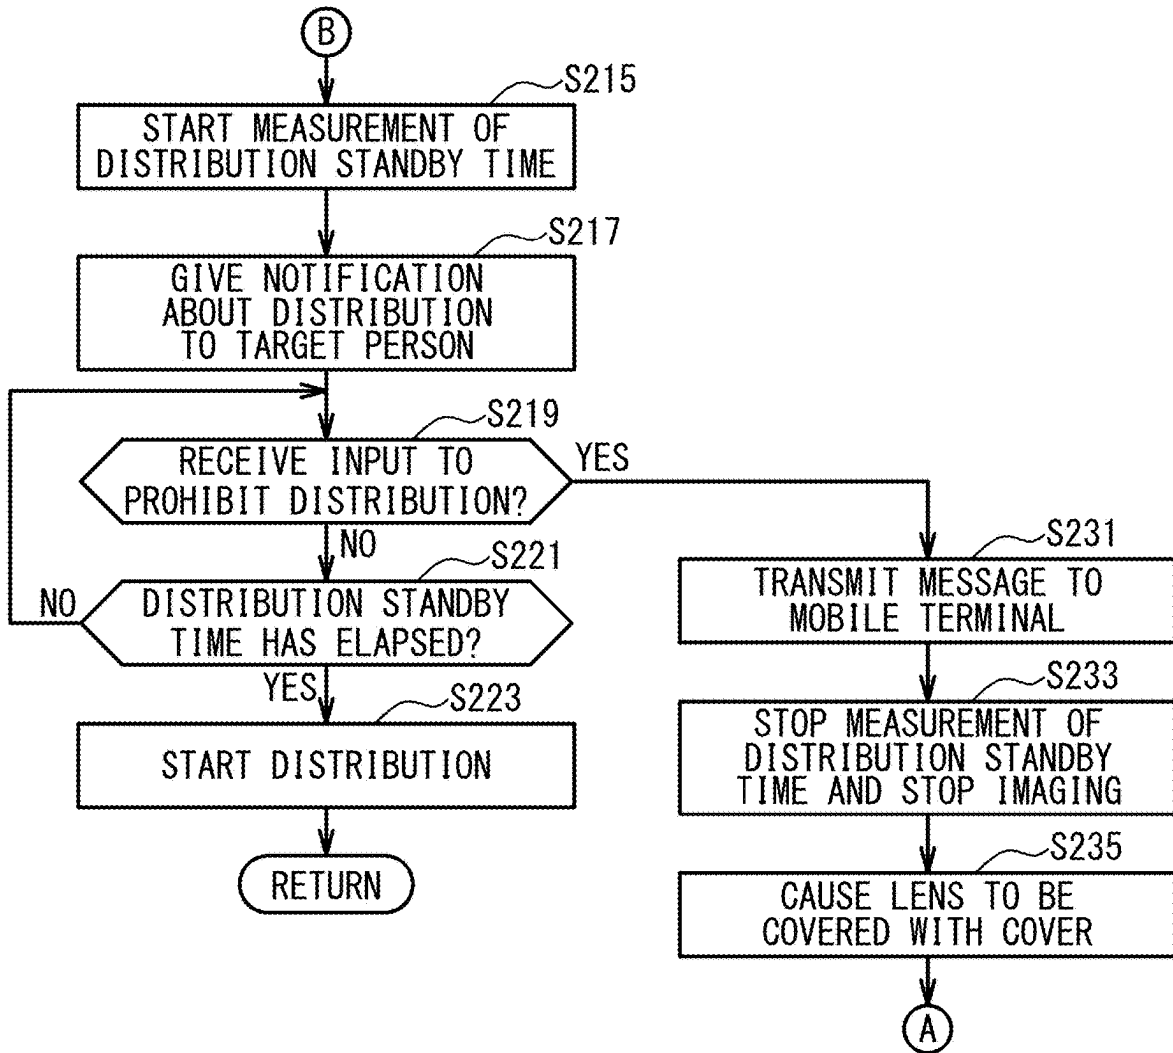 B
S215
START MEASUREMENT OF
DISTRIBUTION STANDBY TIME
S217
GIVE NOTIFICATION
ABOUT DISTRIBUTION
TO TARGET PERSON
S219
RECEIVE INPUT TO
PROHIBIT DISTRIBUTION?
YES
NO
S221
DISTRIBUTION STANDBY
TIME HAS ELAPSED?
NO
YES
S223
START DISTRIBUTION
RETURN
S231
TRANSMIT MESSAGE TO
MOBILE TERMINAL
S233
STOP MEASUREMENT OF
DISTRIBUTION STANDBY
TIME AND STOP IMAGING
S235
CAUSE LENS TO BE
COVERED WITH COVER
A